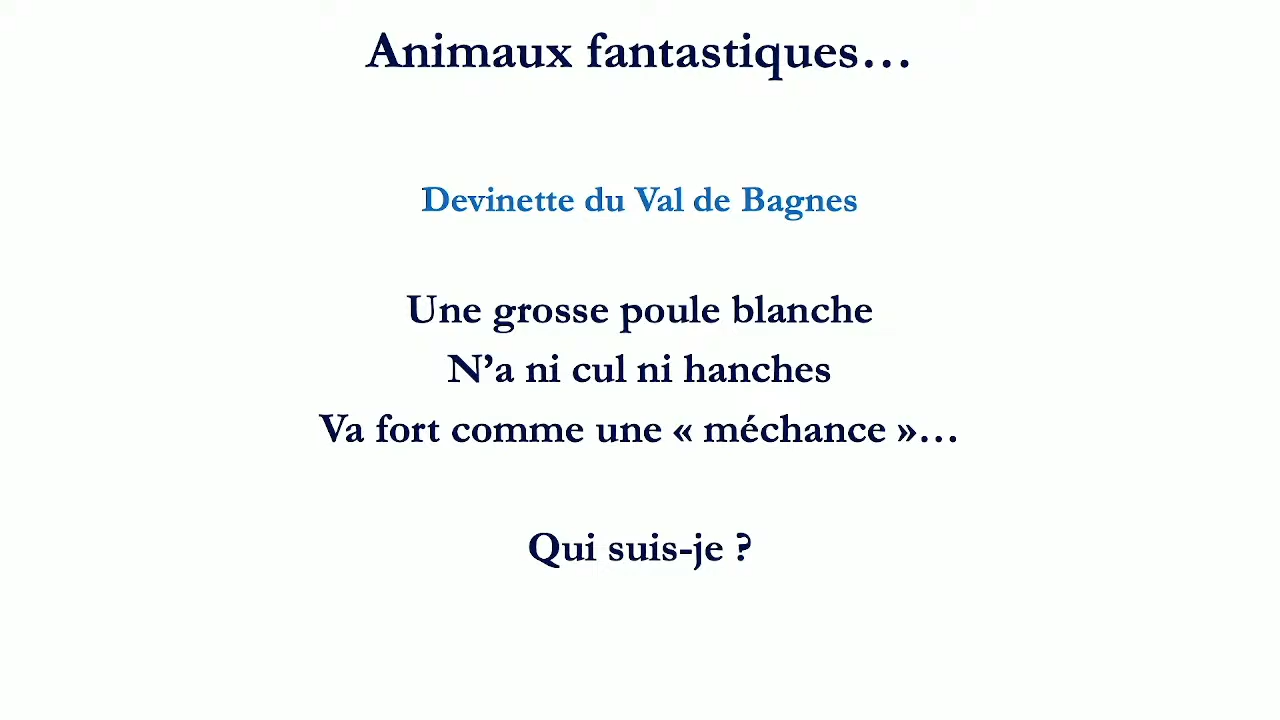 Animaux fantastiques…
Devinette du Val de Bagnes
Une grosse poule blanche
N’a ni cul ni hanches
Va fort comme une « méchance »…
Qui suis-je ?